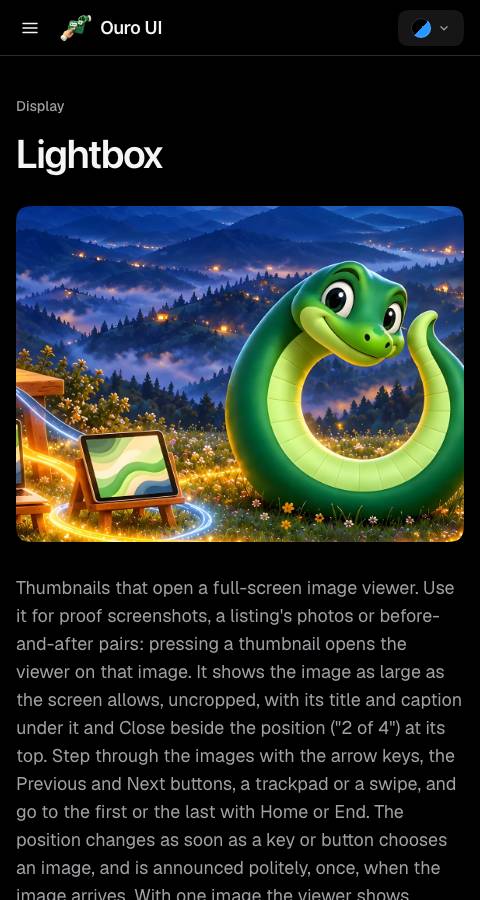 Ouro UI
Display
Lightbox
Thumbnails that open a full-screen image viewer. Use
it for proof screenshots, a listing's photos or before-
and-after pairs: pressing a thumbnail opens the
viewer on that image. It shows the image as large as
the screen allows, uncropped, with its title and caption
under it and Close beside the position ("2 of 4") at its
top. Step through the images with the arrow keys, the
Previous and Next buttons, a trackpad or a swipe, and
go to the first or the last with Home or End. The
position changes as soon as a key or button chooses
an image, and is announced politely, once, when the
image arrives. With one image the viewer shows